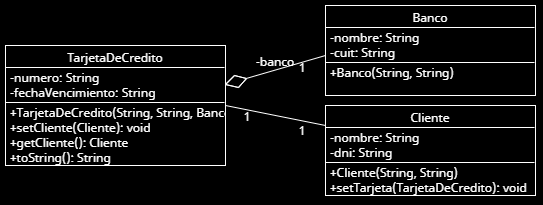 TarjetaDeCredito
-numero: String
-fechaVencimiento: String
+TarjetaDeCredito(String, String, Banc
+setCliente(Cliente): void
+getCliente(): Cliente
+toString(): String
-banco
1
1
1
Banco
-nombre: String
-cuit: String
+Banco(String, String)
Cliente
-nombre: String
-dni: String
+Cliente(String, String)
+setTarjeta(TarjetaDeCredito): void